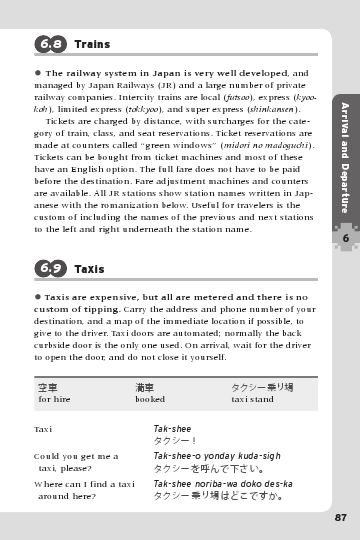 6.8 Trains
● The railway system in Japan is very well developed, and
managed by Japan Railways (JR) and a large number of private
railway companies. Intercity trains are local (futsoo), express (kyoo-
koh), limited express (tokkyoo), and super express (shinkansen).
Tickets are charged by distance, with surcharges for the cate-
gory of train, class, and seat reservations. Ticket reservations are
made at counters called "green windows" (midori no madoguchi).
Tickets can be bought from ticket machines and most of these
have an English option. The full fare does not have to be paid
before the destination. Fare adjustment machines and counters
are available. All JR stations show station names written in Jap-
anese with the romanization below. Useful for travelers is the
custom of including the names of the previous and next stations
to the left and right underneath the station name.
6.9 Taxis
● Taxis are expensive, but all are metered and there is no
custom of tipping. Carry the address and phone number of your
destination, and a map of the immediate location if possible, to
give to the driver. Taxi doors are automated; normally the back
curbside door is the only one used. On arrival, wait for the driver
to open the door, and do not close it yourself.
空車 満車 タクシー乗り場
for hire booked taxi stand
Taxi Tak-shee
タクシー！
Could you get me a Tak-shee-o yonday kuda-sigh
taxi, please? タクシーを呼んで下さい。
Where can I find a taxi Tak-shee noriba-wa doko des-ka
around here? タクシー乗り場はどこですか。
Arrival and Departure
6
87